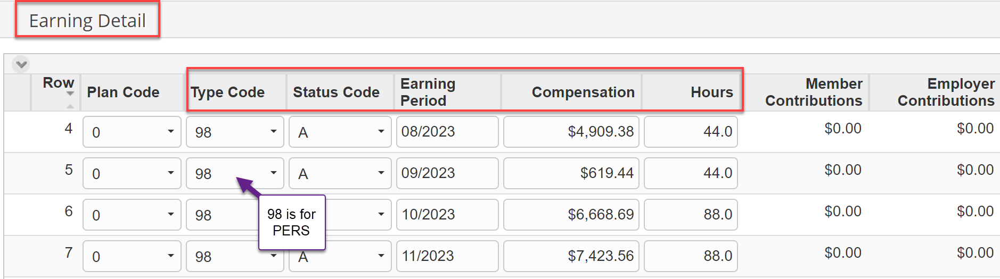 Earning Detail
Row Plan Code Type Code Status Code Earning Period Compensation Hours Member Contributions Employer Contributions
4 0 98 A 08/2023 $4,909.38 44.0 $0.00 $0.00
5 0 98 A 09/2023 $619.44 44.0 $0.00 $0.00
6 0 98 10/2023 $6,668.69 88.0 $0.00 $0.00
98 is for
PERS
7 0 98 A 11/2023 $7,423.56 88.0 $0.00 $0.00